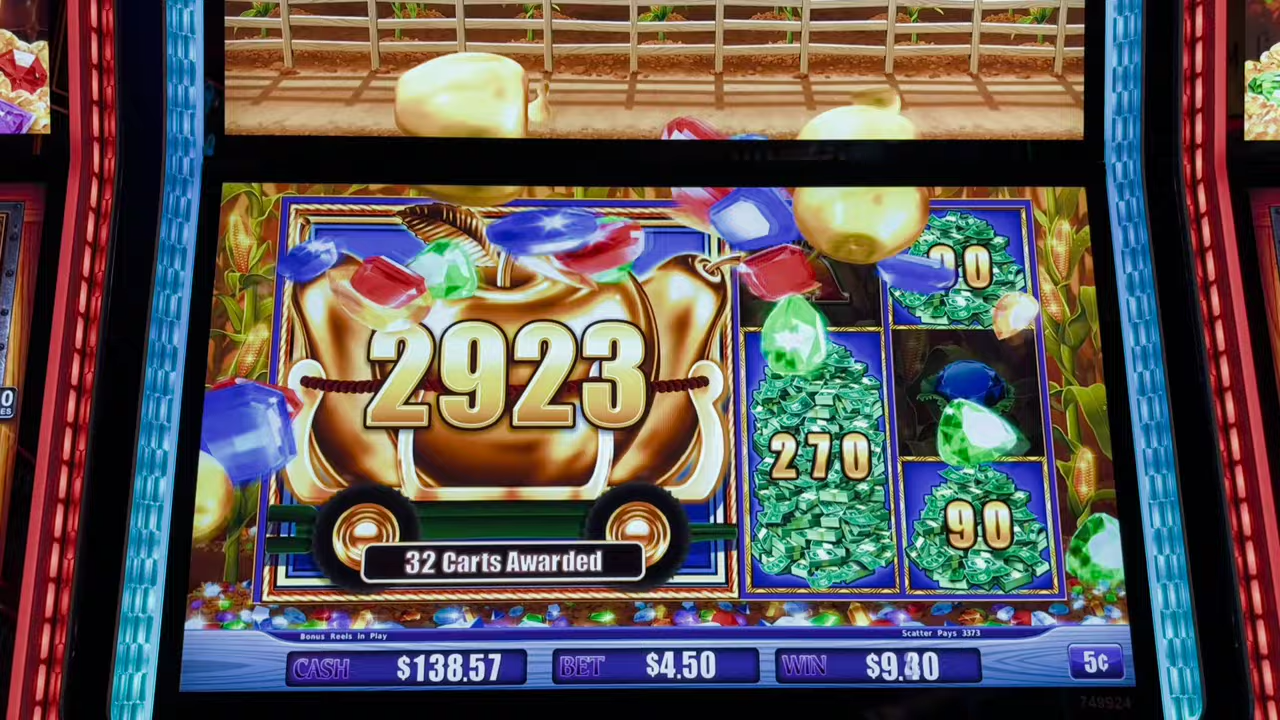 2923
270
90
32 Carts Awarded
Bonus Reels In Play
Scatter Pays 3373
CASH $138.57
BET $4.50
WIN
5¢
748924